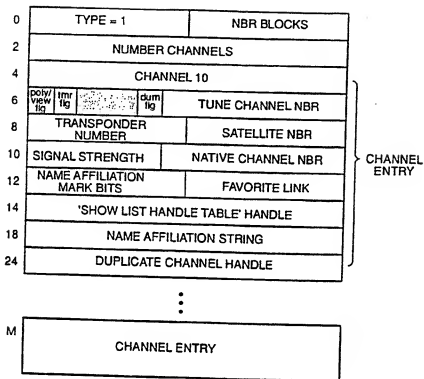 0 TYPE = 1 NBR BLOCKS
2 NUMBER CHANNELS
4 CHANNEL 10
6 poly/ view flg tmr flg dum flg TUNE CHANNEL NBR
8 TRANSPONDER NUMBER SATELLITE NBR
10 SIGNAL STRENGTH NATIVE CHANNEL NBR
12 NAME AFFILIATION MARK BITS FAVORITE LINK
14 'SHOW LIST HANDLE TABLE' HANDLE
18 NAME AFFILIATION STRING
24 DUPLICATE CHANNEL HANDLE
CHANNEL ENTRY
M CHANNEL ENTRY